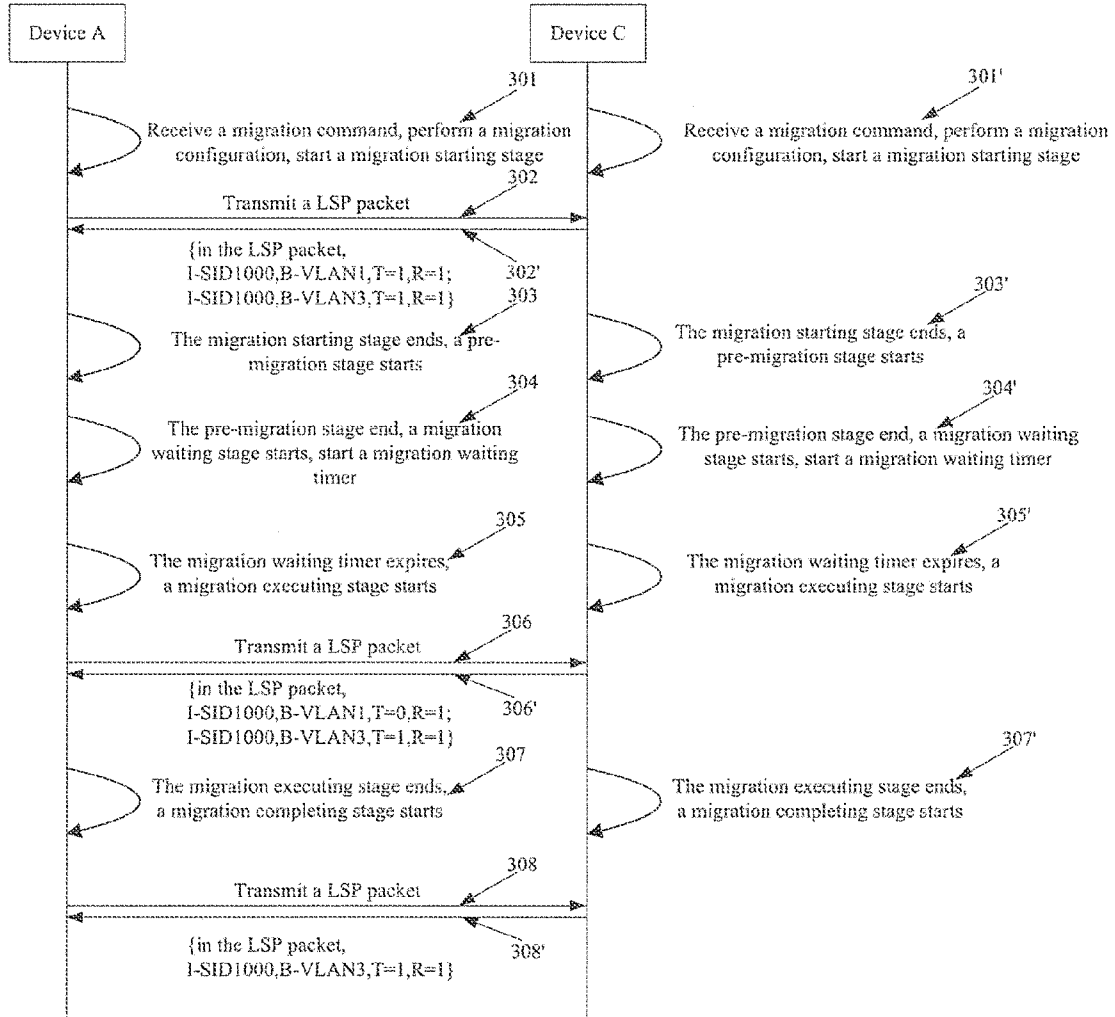 Device A
Device C
301
301'
Receive a migration command, perform a migration
configuration, start a migration starting stage
Receive a migration command, perform a migration
configuration, start a migration starting stage
302
Transmit a LSP packet
{in the LSP packet,
I-SID1000,B-VLAN1,T=1,R=1;
I-SID1000,B-VLAN3,T=1,R=1}
302'
303
303'
The migration starting stage ends, a pre-
migration stage starts
The migration starting stage ends, a
pre-migration stage starts
304
304'
The pre-migration stage end, a migration
waiting stage starts, start a migration waiting
timer
The pre-migration stage end, a migration waiting
stage starts, start a migration waiting timer
305
305'
The migration waiting timer expires,
a migration executing stage starts
The migration waiting timer expires, a
migration executing stage starts
306
Transmit a LSP packet
{in the LSP packet,
I-SID1000,B-VLAN1,T=0,R=1;
I-SID1000,B-VLAN3,T=1,R=1}
306'
307
307'
The migration executing stage ends,
a migration completing stage starts
The migration executing stage ends,
a migration completing stage starts
308
Transmit a LSP packet
{in the LSP packet,
I-SID1000,B-VLAN3,T=1,R=1}
308'